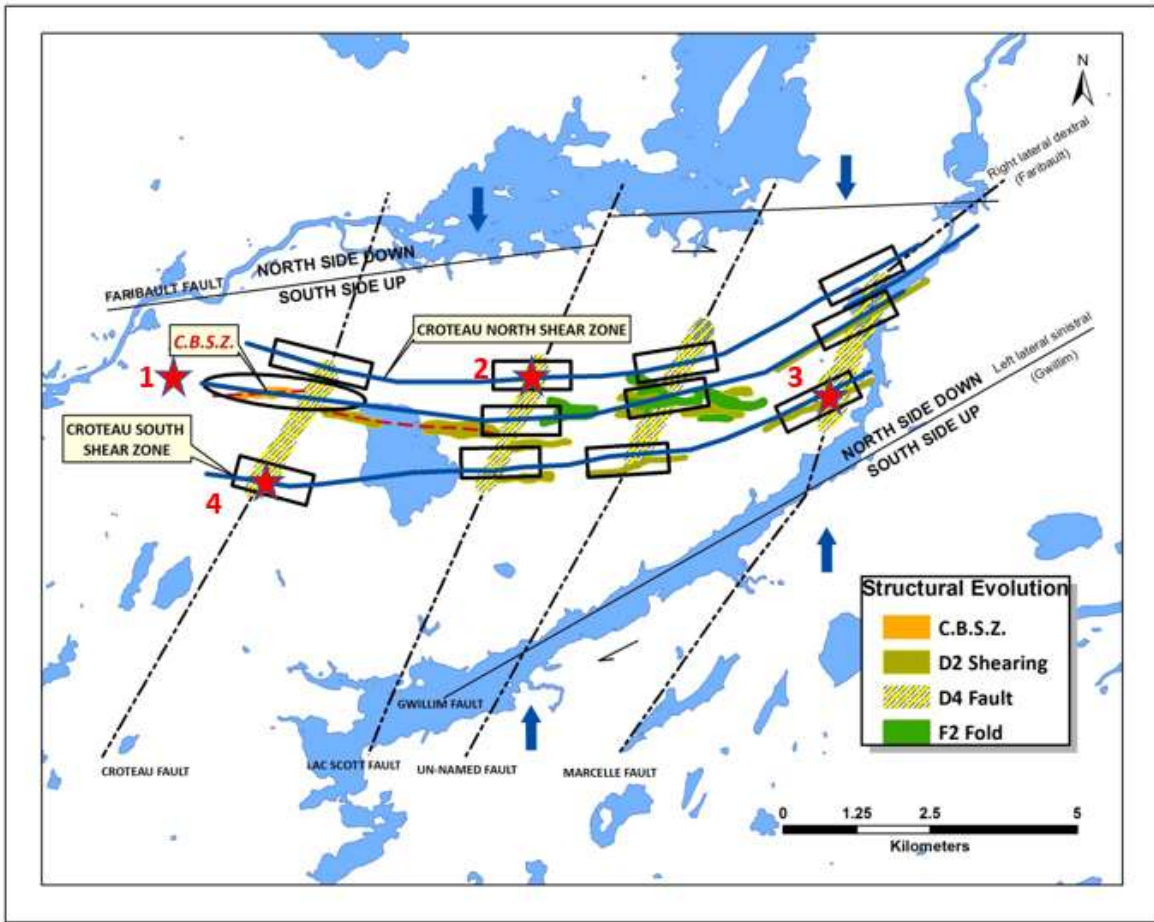 N
Right lateral dextral
(Faribault)
NORTH SIDE DOWN
FARIBAULT FAULT
SOUTH SIDE UP
C.B.S.Z.
CROTEAU NORTH SHEAR ZONE
1
2
3
Left lateral sinistral
(Gwillim)
NORTH SIDE DOWN
SOUTH SIDE UP
CROTEAU SOUTH
SHEAR ZONE
4
Structural Evolution
C.B.S.Z.
D2 Shearing
D4 Fault
F2 Fold
GWILLIM FAULT
CROTEAU FAULT
LAC SCOTT FAULT
UN-NAMED FAULT
MARCELLE FAULT
0 1.25 2.5 5
Kilometers